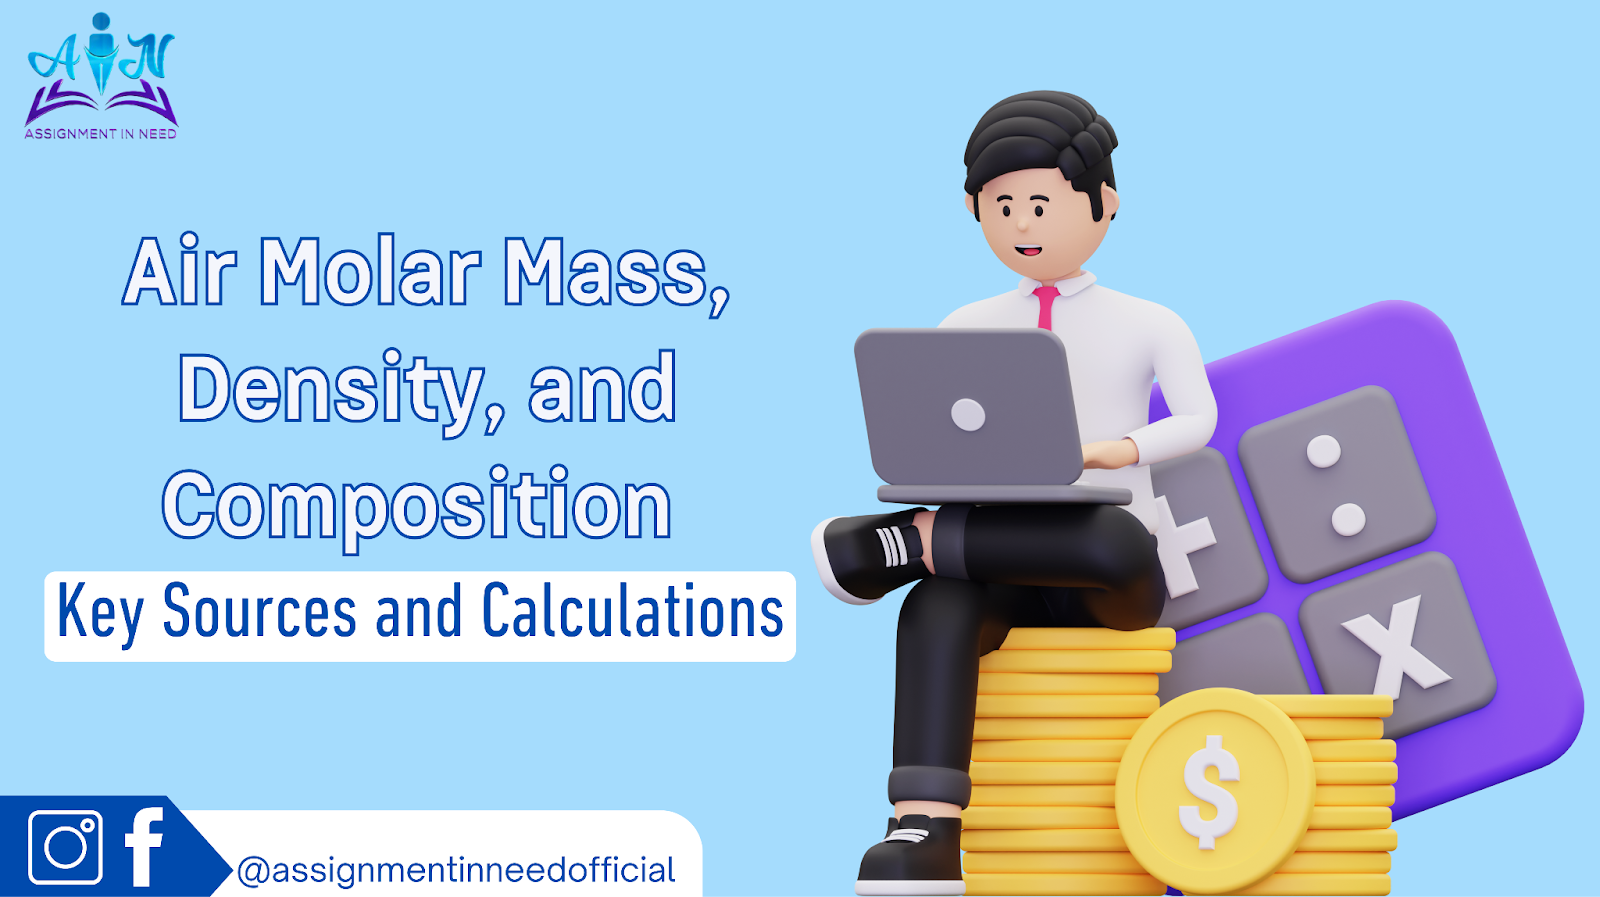 AIN
ASSIGNMENT IN NEED
Air Molar Mass,
Density, and
Composition
Key Sources and Calculations
@assignmentinneedofficial
+
X
$